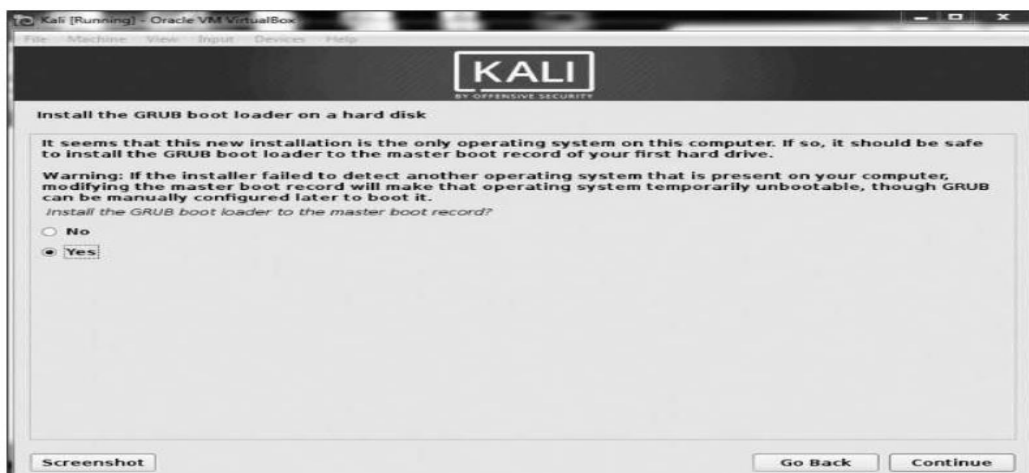 Kali [Running] - Oracle VM VirtualBox
File Machine View Input Devices Help
KALI
BY OFFENSIVE SECURITY
Install the GRUB boot loader on a hard disk
It seems that this new installation is the only operating system on this computer. If so, it should be safe
to install the GRUB boot loader to the master boot record of your first hard drive.
Warning: If the installer failed to detect another operating system that is present on your computer,
modifying the master boot record will make that operating system temporarily unbootable, though GRUB
can be manually configured later to boot it.
Install the GRUB boot loader to the master boot record?
No
Yes
Screenshot
Go Back
Continue